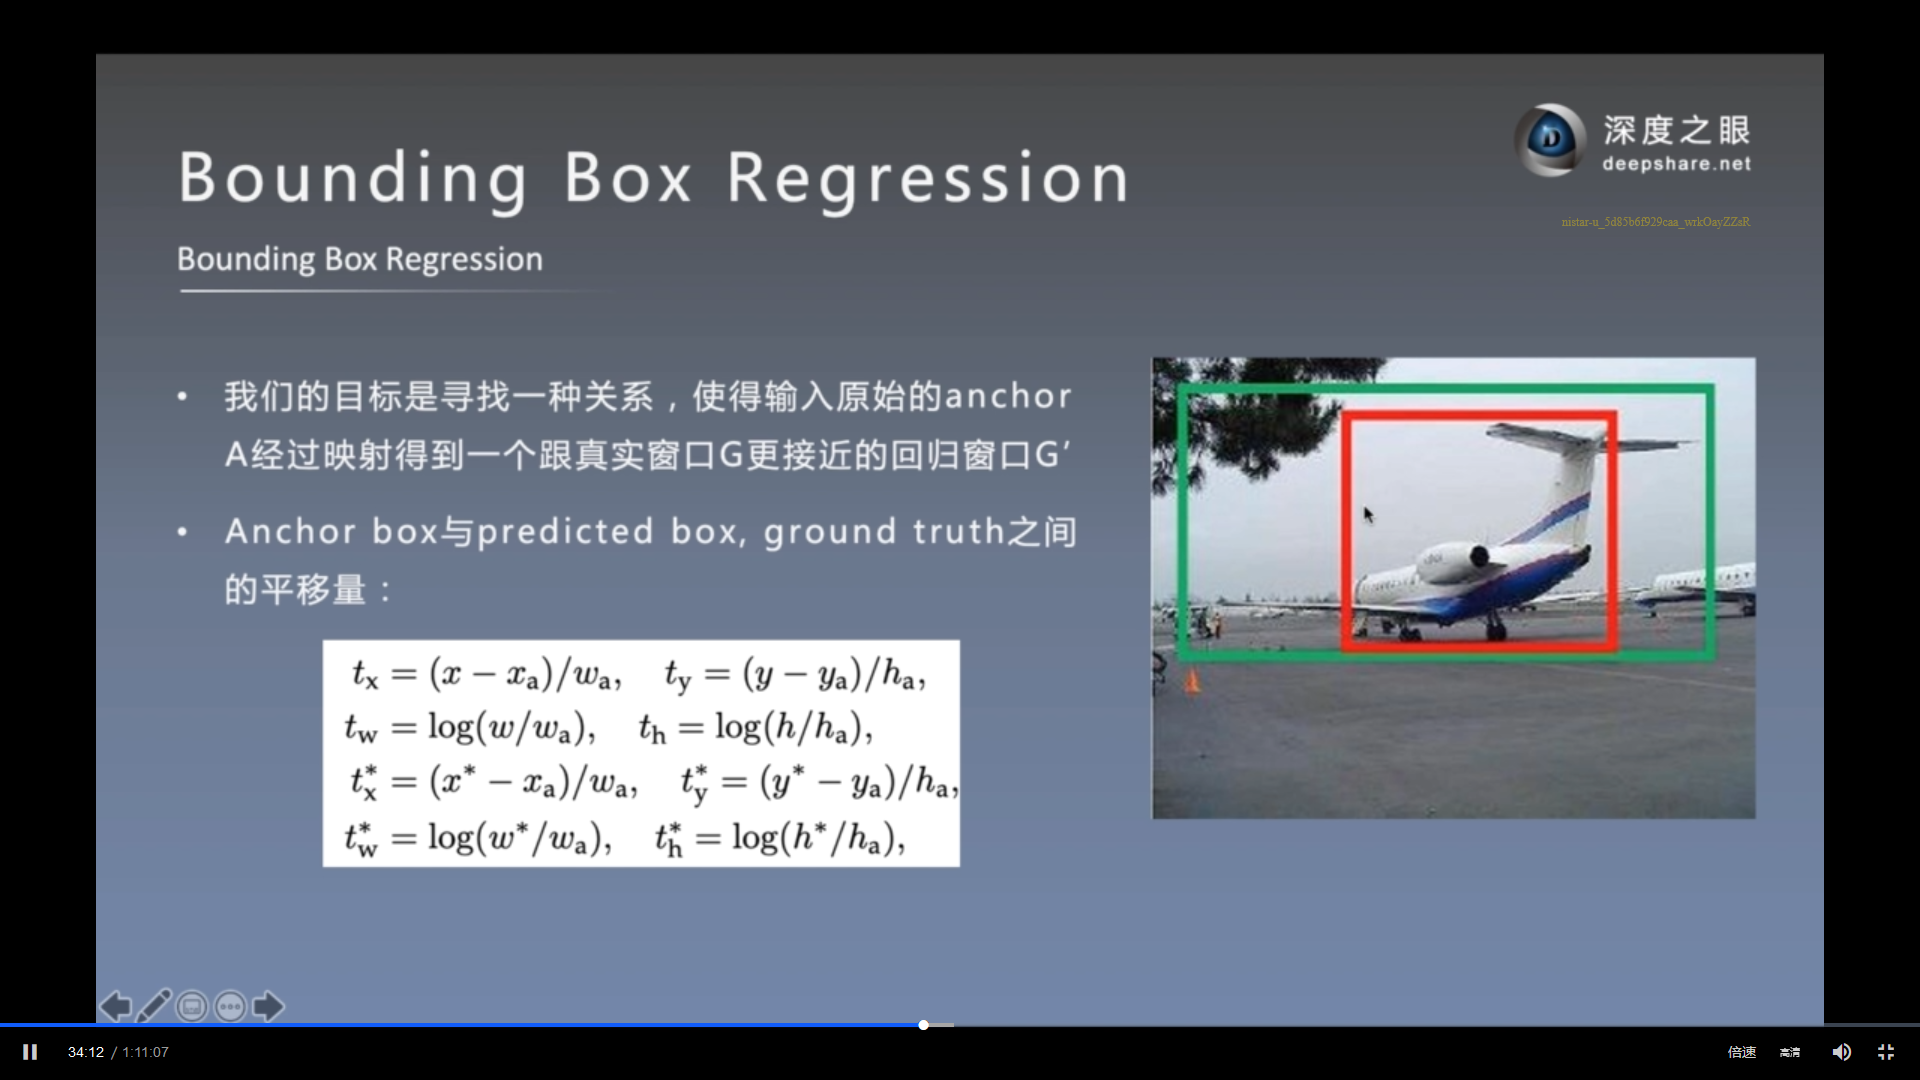 深度之眼
deepshare.net
Bounding Box Regression
nistar-u_5d85b6f929eaa_wrkOayZZaR
Bounding Box Regression
• 我们的目标是寻找一种关系，使得输入原始的anchor
A经过映射得到一个跟真实窗口G更接近的回归窗口G′
• Anchor box与predicted box, ground truth之间
的平移量：
t_x = (x − x_a)/w_a, t_y = (y − y_a)/h_a,
t_w = log(w/w_a), t_h = log(h/h_a),
t_x^* = (x^* − x_a)/w_a, t_y^* = (y^* − y_a)/h_a,
t_w^* = log(w^*/w_a), t_h^* = log(h^*/h_a),
34:12 / 1:11:07
倍速 高清